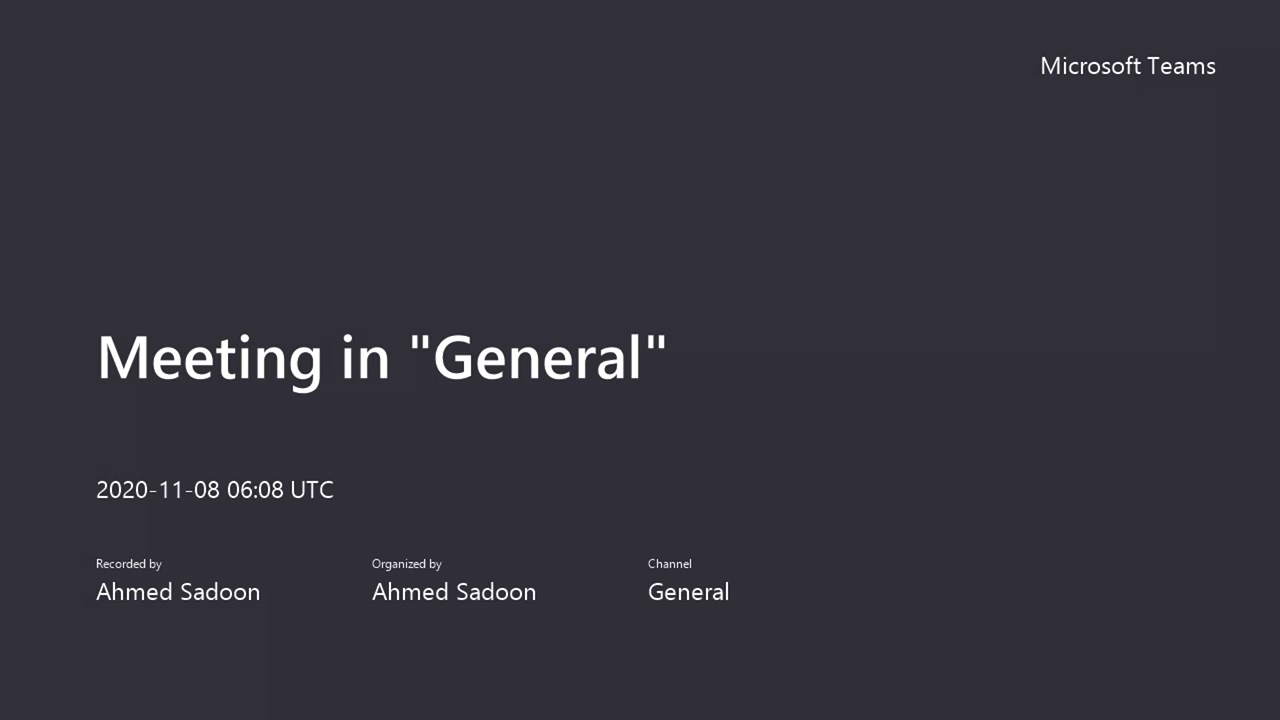 Microsoft Teams
Meeting in "General"
2020-11-08 06:08 UTC
Recorded by
Ahmed Sadoon
Organized by
Ahmed Sadoon
Channel
General